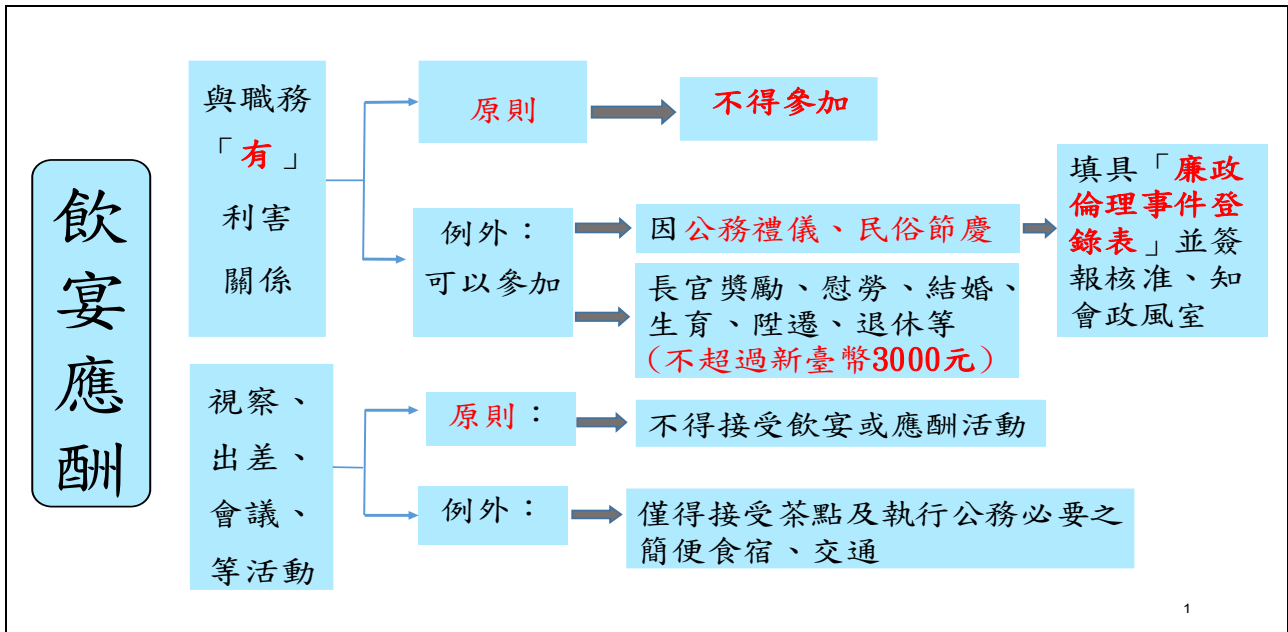 飲
宴
應
酬
與職務
「有」
利害
關係
原則
不得參加
例外：
可以參加
因公務禮儀、民俗節慶
填具「廉政
倫理事件登
錄表」並簽
報核准、知
會政風室
長官獎勵、慰勞、結婚、
生育、陞遷、退休等
（不超過新臺幣3000元）
視察、
出差、
會議、
等活動
原則：
不得接受飲宴或應酬活動
例外：
僅得接受茶點及執行公務必要之
簡便食宿、交通
1